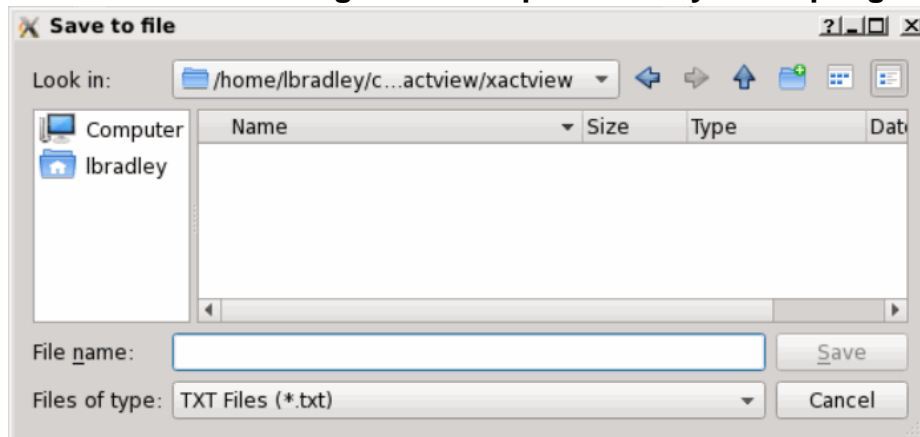 Save to file
Look in: /home/lbradley/c...actview/xactview
Computer Name Size Type Dat
lbradley
File name: Save
Files of type: TXT Files (*.txt) Cancel